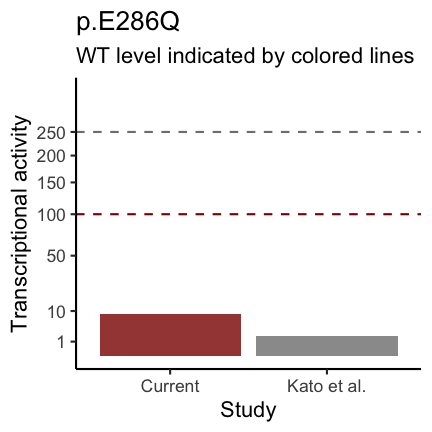 p.E286Q
WT level indicated by colored lines
Transcriptional activity
250
200
150
100
50
10
1
Current
Kato et al.
Study